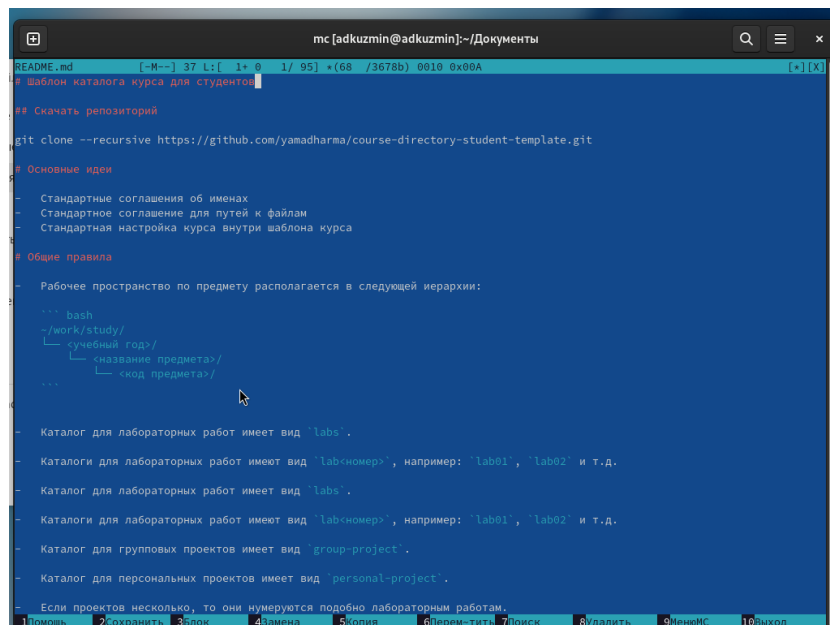 mc [adkuzmin@adkuzmin]:~/Документы
README.md [-M--] 37 L:[ 1+ 0 1/ 95] *(68 /3678b) 0010 0x00A [*][X]
# Шаблон каталога курса для студентов
## Скачать репозиторий
git clone --recursive https://github.com/yamadharma/course-directory-student-template.git
# Основные идеи
- Стандартные соглашения об именах
- Стандартное соглашение для путей к файлам
- Стандартная настройка курса внутри шаблона курса
# Общие правила
- Рабочее пространство по предмету располагается в следующей иерархии:
``` bash
~/work/study/
└── <учебный год>/
└── <название предмета>/
└── <код предмета>/
```
- Каталог для лабораторных работ имеет вид `labs`.
- Каталоги для лабораторных работ имеют вид `lab<номер>`, например: `lab01`, `lab02` и т.д.
- Каталог для лабораторных работ имеет вид `labs`.
- Каталоги для лабораторных работ имеют вид `lab<номер>`, например: `lab01`, `lab02` и т.д.
- Каталог для групповых проектов имеет вид `group-project`.
- Каталог для персональных проектов имеет вид `personal-project`.
- Если проектов несколько, то они нумеруются подобно лабораторным работам.
1Помощь 2Сохранить 3Блок 4Замена 5Копия 6Перем~тить 7Поиск 8Удалить 9МенюMC 10Выход